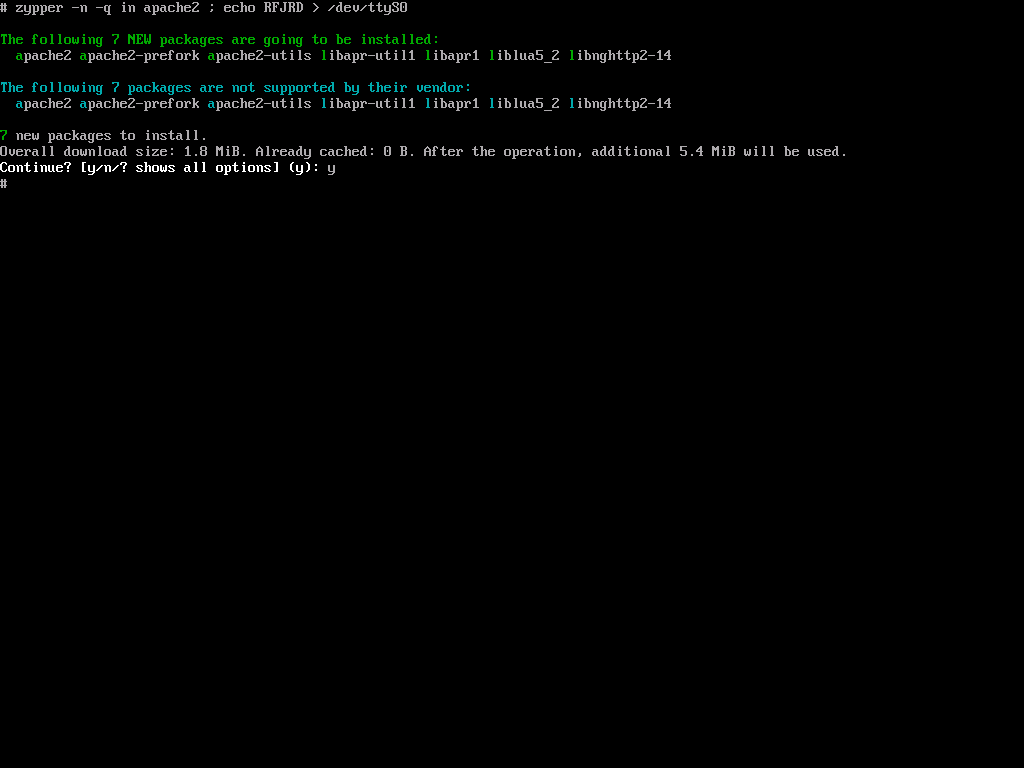 # zypper -n -q in apache2 ; echo RFJRD > /dev/ttyS0
The following 7 NEW packages are going to be installed:
apache2 apache2-prefork apache2-utils libapr-util1 libapr1 liblua5_2 libnghttp2-14
The following 7 packages are not supported by their vendor:
apache2 apache2-prefork apache2-utils libapr-util1 libapr1 liblua5_2 libnghttp2-14
7 new packages to install.
Overall download size: 1.8 MiB. Already cached: 0 B. After the operation, additional 5.4 MiB will be used.
Continue? [y/n/? shows all options] (y): y
#